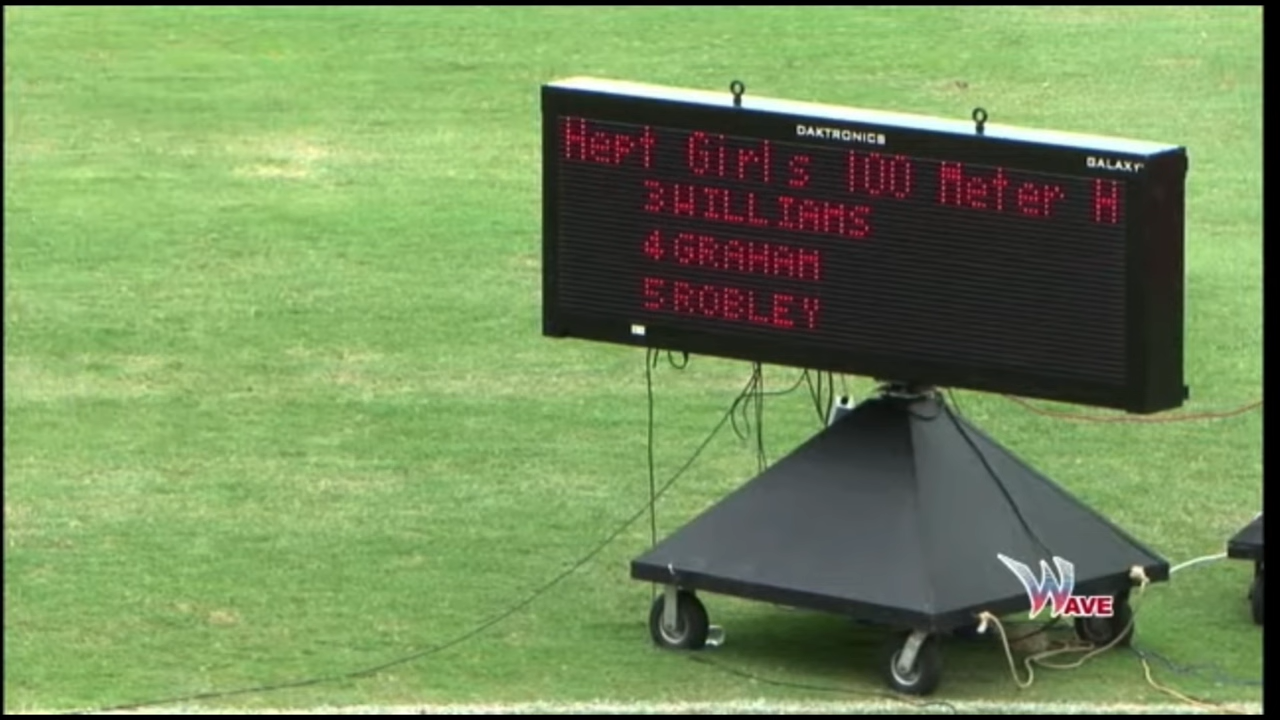 DAKTRONICS
GALAXY
Hept Girls 100 Meter H
3 WILLIAMS
4 GRAHAM
5 ROBLEY
WAVE